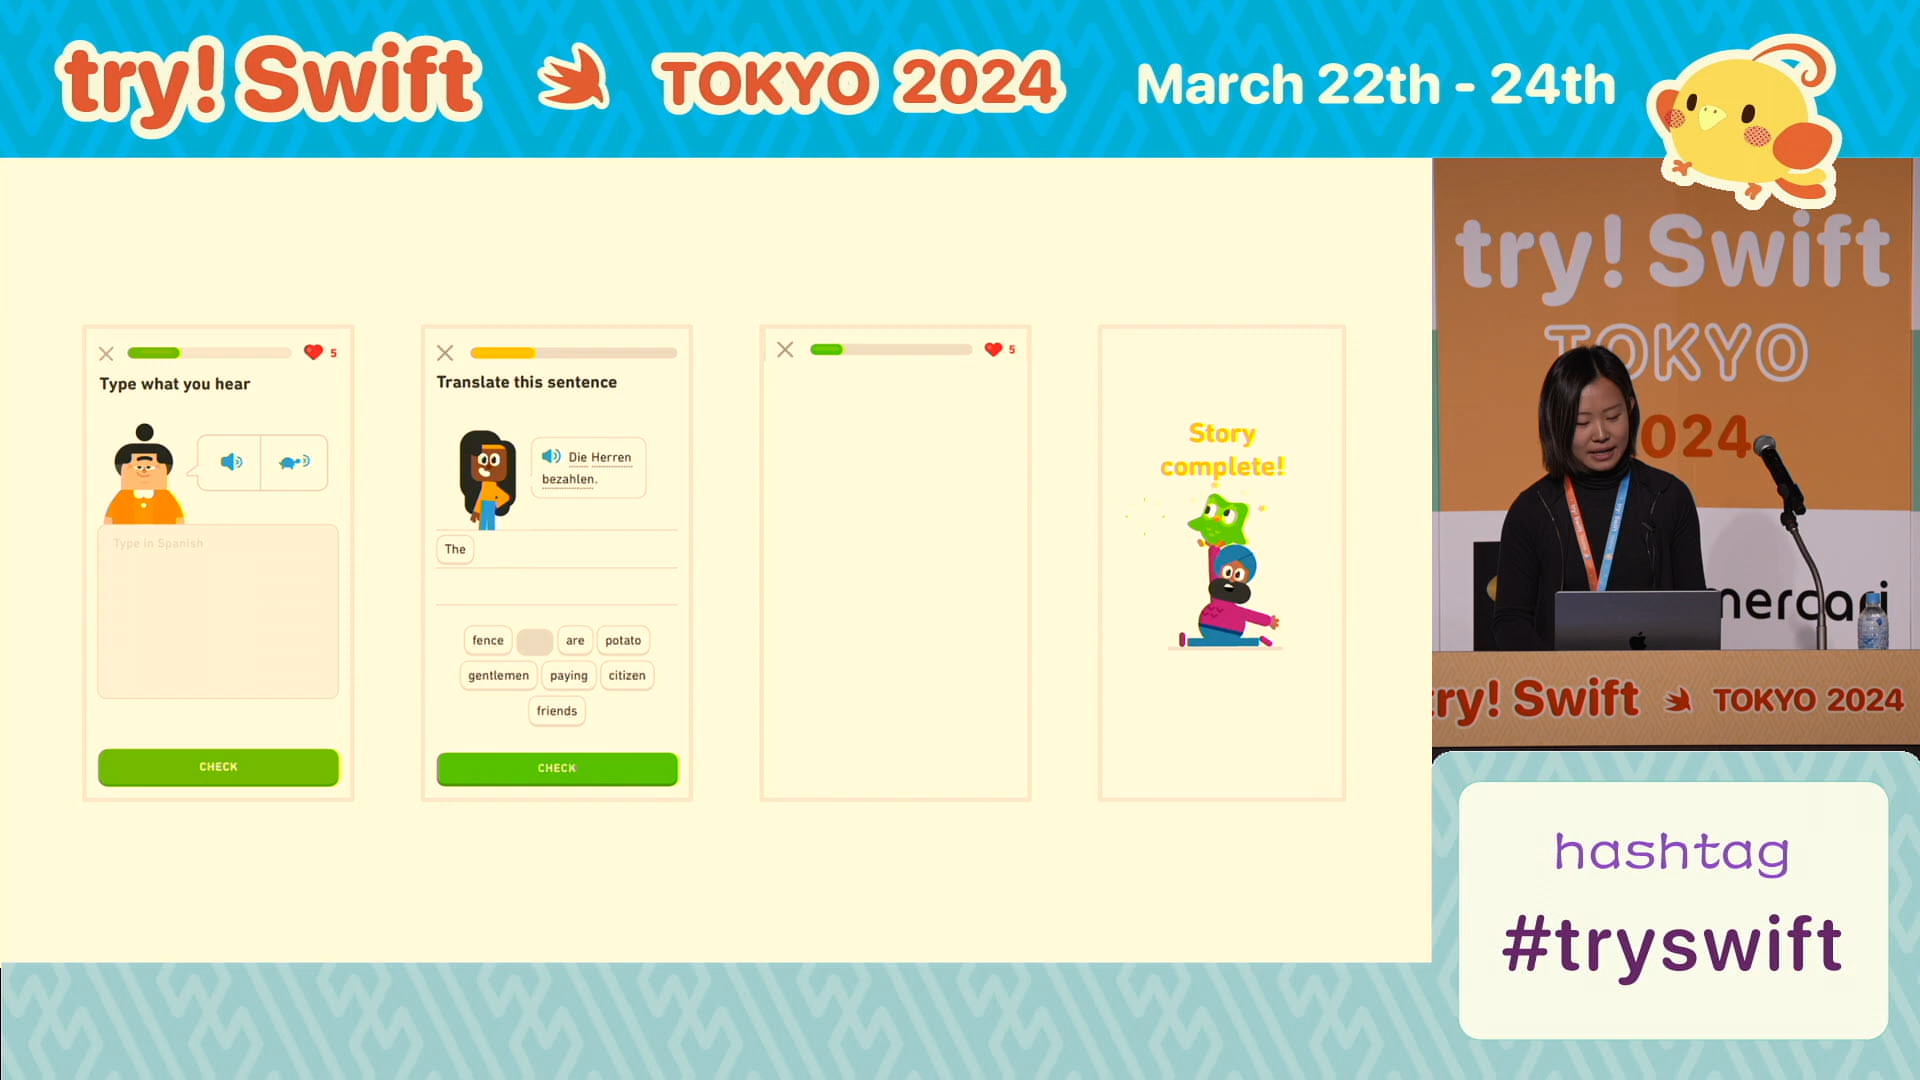 try! Swift TOKYO 2024 March 22th - 24th
5
Type what you hear
Type in Spanish
CHECK
Translate this sentence
Die Herren
bezahlen.
The
fence are potato
gentlemen paying citizen
friends
CHECK
5
Story
complete!
try! Swift
TOKYO
2024
mercari
try! Swift TOKYO 2024
hashtag
#tryswift